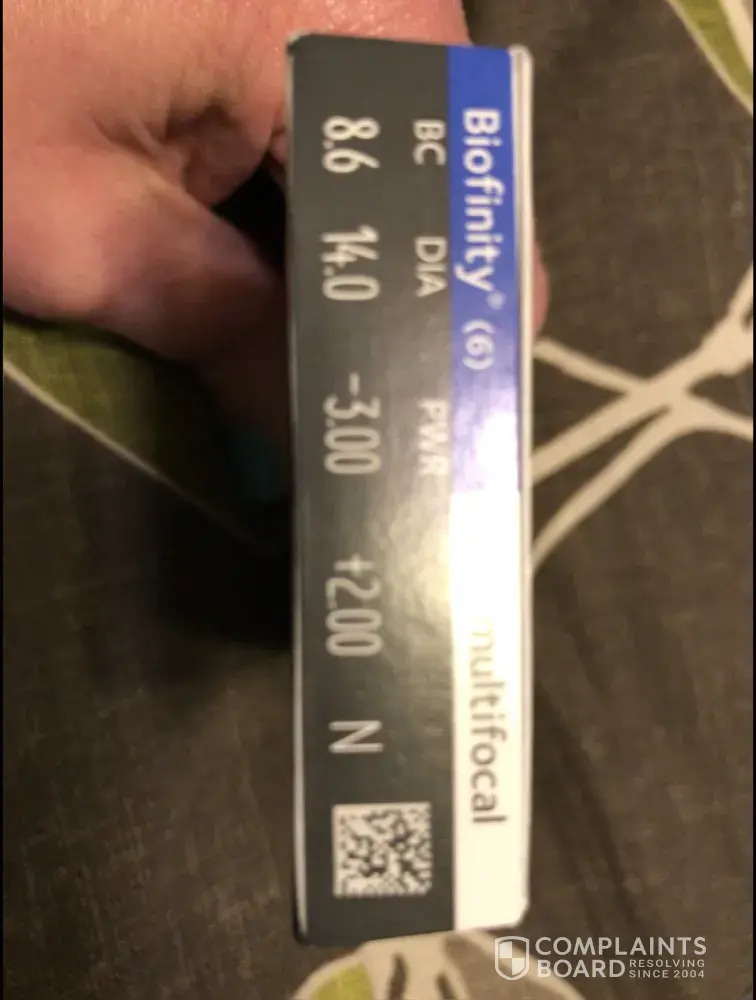 Biofinity® (6) multifocal
BC DIA PWR
8.6 14.0 -3.00 +2.00 N
COMPLAINTS
BOARD RESOLVING
SINCE 2004